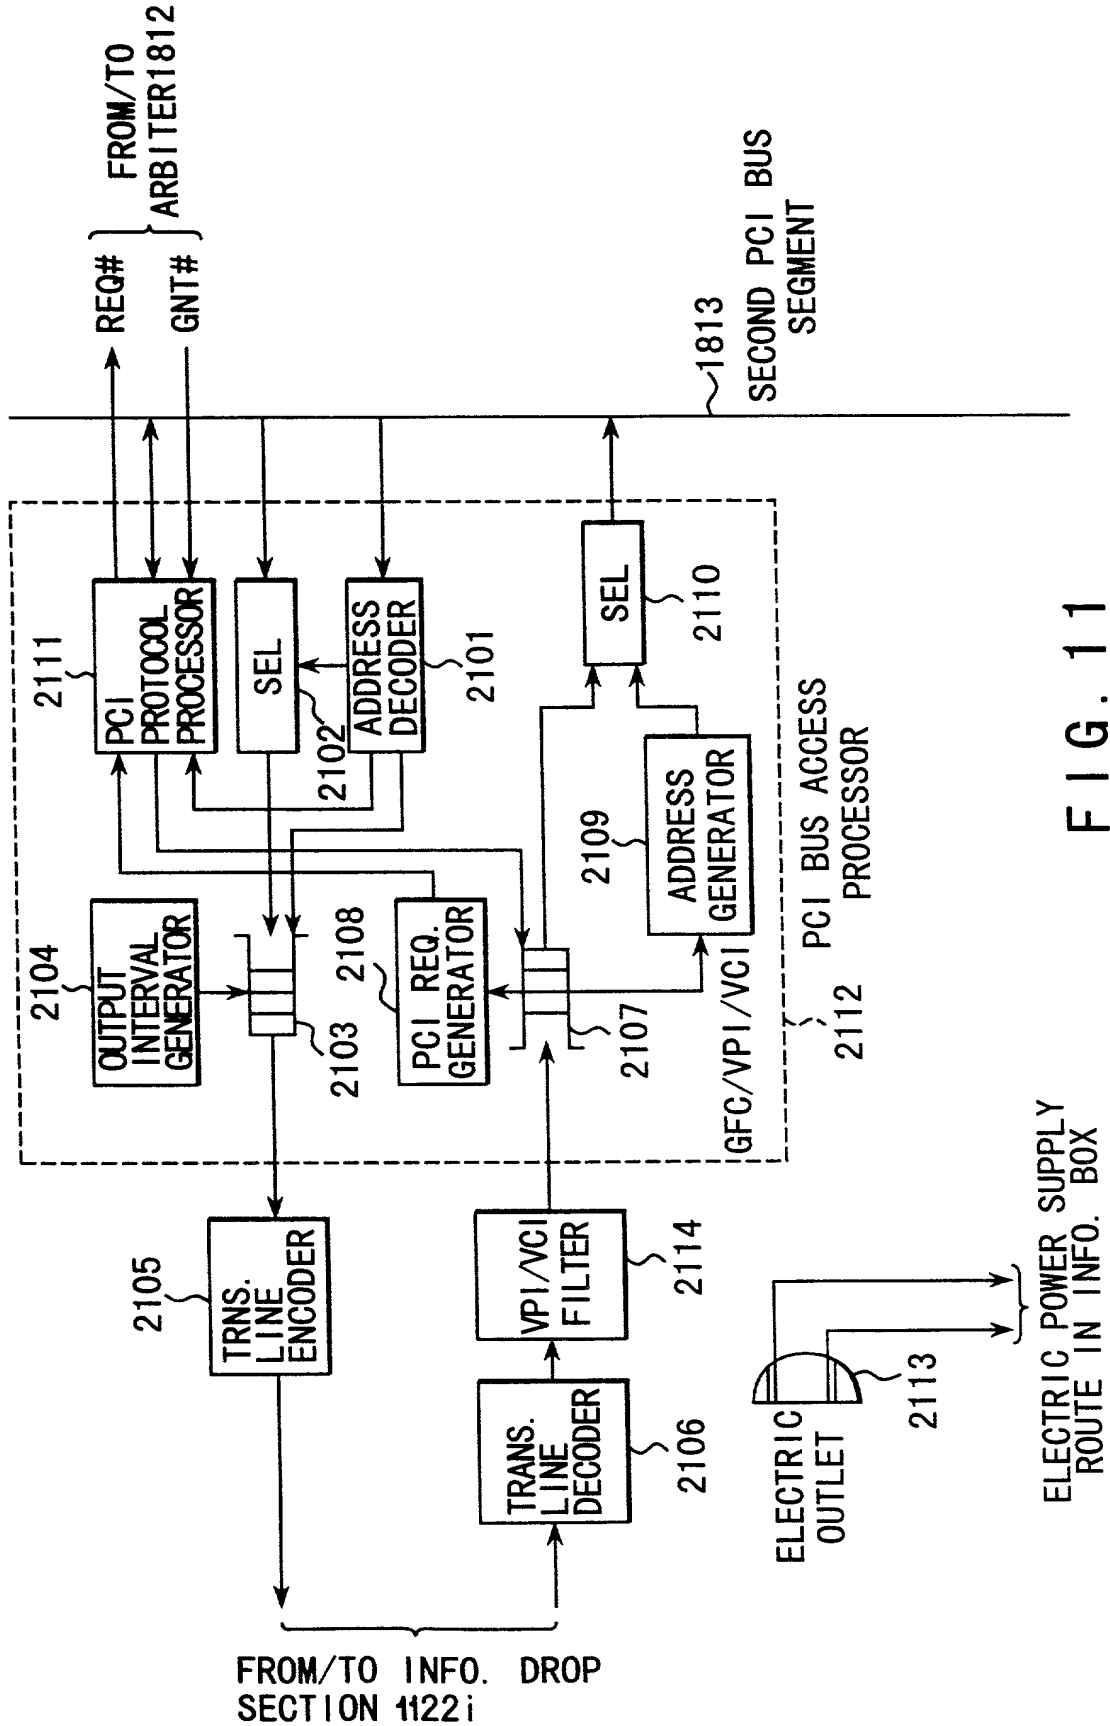 FROM/TO
ARBITER1812
REQ#
GNT#
2111
PCI
PROTOCOL
PROCESSOR
SEL
2102
ADDRESS
DECODER
2101
2104
OUTPUT
INTERVAL
GENERATOR
2103
2108
PCI REQ.
GENERATOR
2107
GFC/VPI/VCI
2109
ADDRESS
GENERATOR
SEL
2110
1813
SECOND PCI BUS
SEGMENT
PCI BUS ACCESS
PROCESSOR
2112
2105
TRNS.
LINE
ENCODER
VPI/VCI
FILTER
2114
TRANS.
LINE
DECODER
2106
FROM/TO INFO. DROP
SECTION 1122i
ELECTRIC
OUTLET
2113
ELECTRIC POWER SUPPLY
ROUTE IN INFO. BOX
FIG. 11